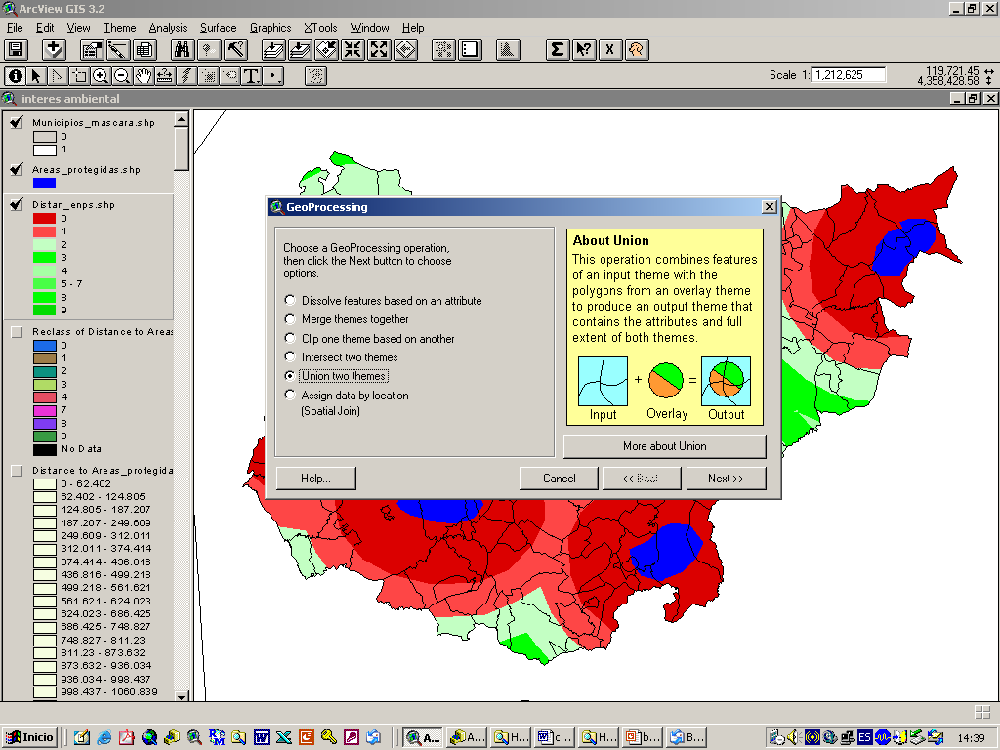 ArcView GIS 3.2
File Edit View Theme Analysis Surface Graphics XTools Window Help
Scale 1: 1,212,625
119,721.45
4,358,428.58
interes ambiental
Municipios_mascara.shp
0
1
Areas_protegidas.shp
Distan_enps.shp
0
1
2
3
4
5 - 7
8
9
Reclass of Distance to Areas
0
1
2
3
4
7
8
9
No Data
Distance to Areas_protegida
0 - 62.402
62.402 - 124.805
124.805 - 187.207
187.207 - 249.609
249.609 - 312.011
312.011 - 374.414
374.414 - 436.816
436.816 - 499.218
499.218 - 561.621
561.621 - 624.023
624.023 - 686.425
686.425 - 748.827
748.827 - 811.23
811.23 - 873.632
873.632 - 936.034
936.034 - 998.437
998.437 - 1060.839
GeoProcessing
Choose a GeoProcessing operation,
then click the Next button to choose
options.
Dissolve features based on an attribute
Merge themes together
Clip one theme based on another
Intersect two themes
Union two themes
Assign data by location
(Spatial Join)
About Union
This operation combines features
of an input theme with the
polygons from an overlay theme
to produce an output theme that
contains the attributes and full
extent of both themes.
+ =
Input Overlay Output
More about Union
Help... Cancel << Back Next >>
Inicio A... A... H... c... H... b... B... ES 14:39